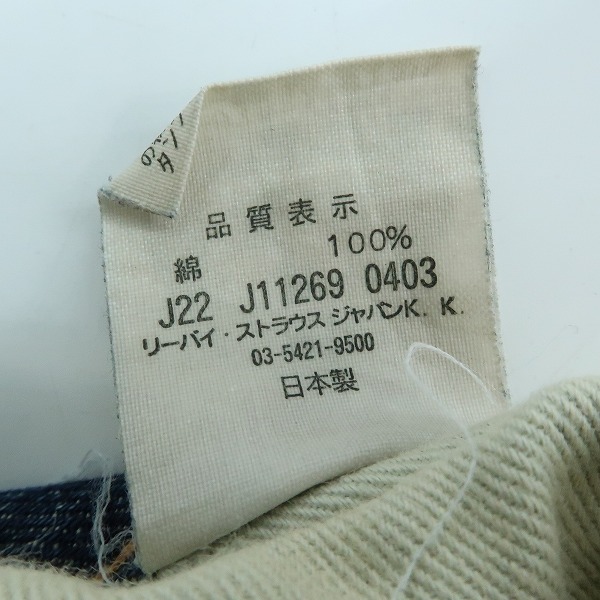 品質表示
綿 100%
J22 J11269 0403
リーバイ・ストラウス ジャパンK. K.
03-5421-9500
日本製